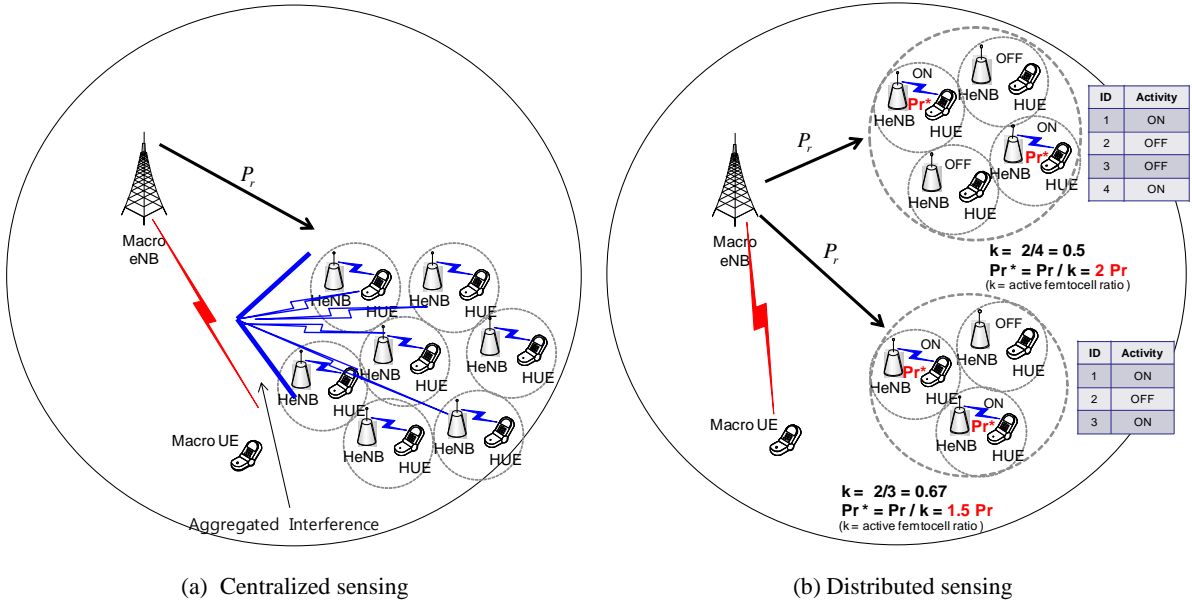 P_r
Macro
eNB
HeNB
HUE
HeNB
HUE
HeNB
HUE
HeNB
HUE
HeNB
HUE
HeNB
HUE
HeNB
HUE
Macro UE
Aggregated Interference
(a) Centralized sensing
P_r
Macro
eNB
P_r
Macro UE
ON
HeNB
Pr*
HUE
OFF
HeNB
HUE
ON
HeNB
Pr*
HUE
OFF
HeNB
HUE
ID Activity
1 ON
2 OFF
3 OFF
4 ON
k = 2/4 = 0.5
Pr * = Pr / k = 2 Pr
(k = active femtocell ratio)
ON
HeNB
Pr*
HUE
OFF
HeNB
HUE
ON
HeNB
Pr*
HUE
ID Activity
1 ON
2 OFF
3 ON
k = 2/3 = 0.67
Pr * = Pr / k = 1.5 Pr
(k = active femtocell ratio)
(b) Distributed sensing